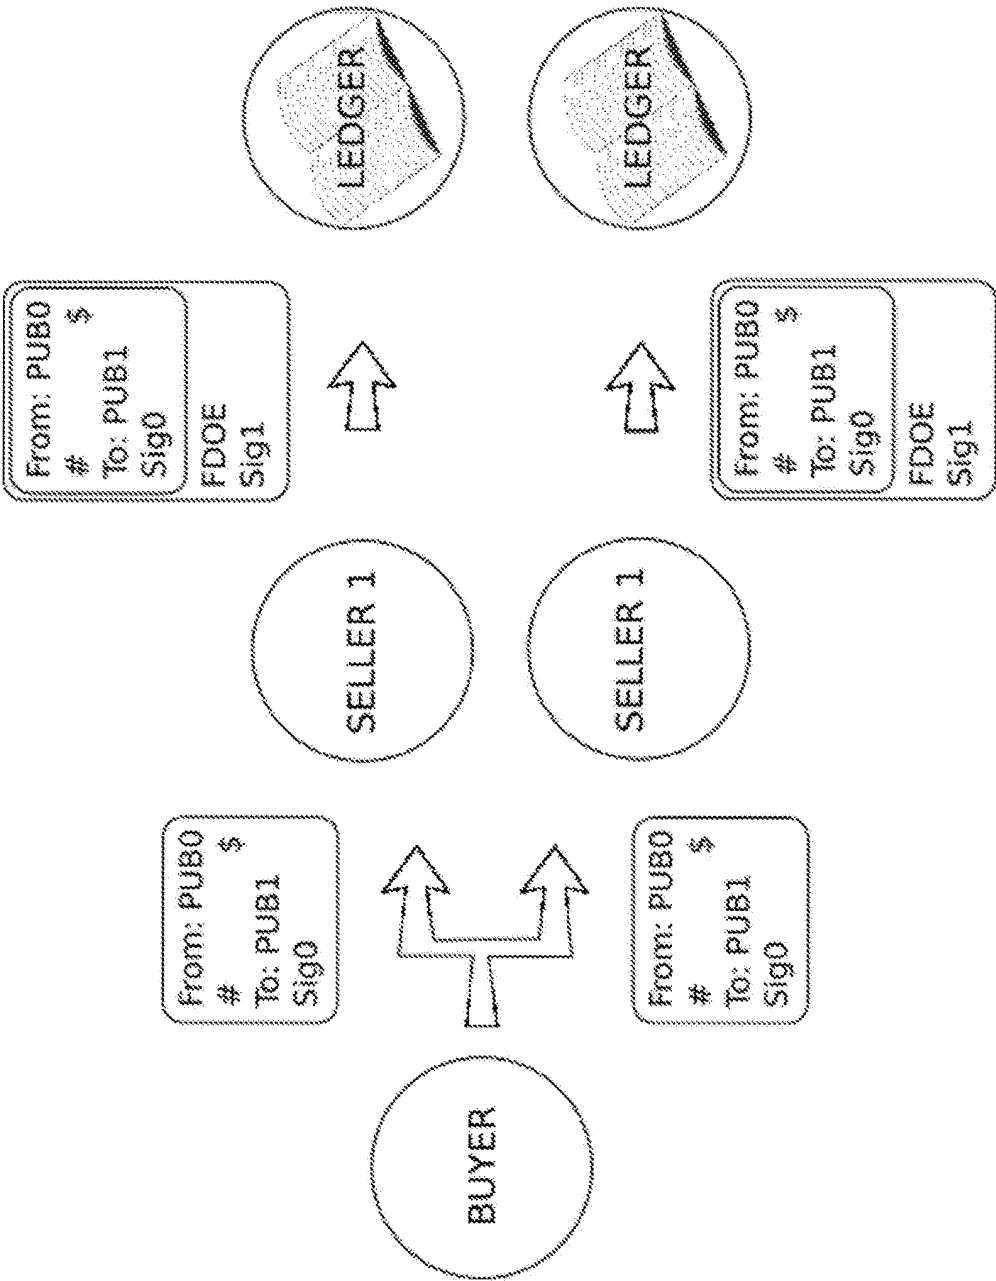 BUYER
From: PUB0
# $
To: PUB1
Sig0
From: PUB0
# $
To: PUB1
Sig0
SELLER 1
SELLER 1
From: PUB0
# $
To: PUB1
Sig0
FDOE
Sig1
From: PUB0
# $
To: PUB1
Sig0
FDOE
Sig1
LEDGER
LEDGER